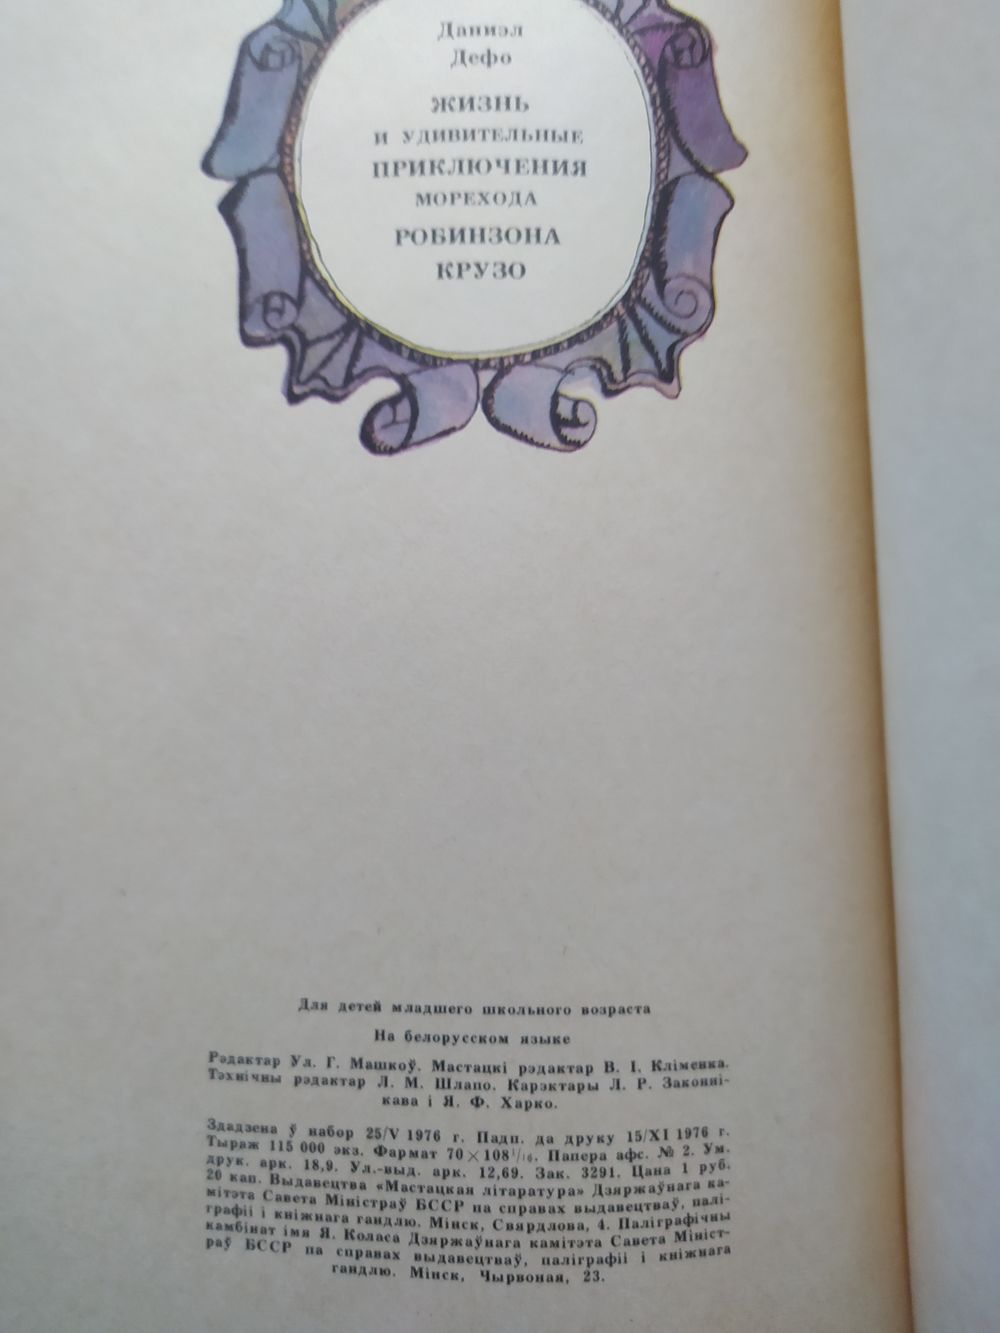 Даниэл
Дефо
ЖИЗНЬ
И УДИВИТЕЛЬНЫЕ
ПРИКЛЮЧЕНИЯ
МОРЕХОДА
РОБИНЗОНА
КРУЗО
Для детей младшего школьного возраста
На белорусском языке
Рэдактар Ул. Г. Машкоў. Мастацкі рэдактар В. І. Кліменка.
Тэхнічны рэдактар Л. М. Шлапо. Карэктары Л. Р. Законні-
кава і Я. Ф. Харко.
Здадзена ў набор 25/V 1976 г. Падп. да друку 15/XI 1976 г.
Тыраж 115 000 экз. Фармат 70×108 1/16. Папера афс. № 2. Ум.
друк. арк. 18,9. Ул.-выд. арк. 12,69. Зак. 3291. Цана 1 руб.
20 кап. Выдавецтва «Мастацкая літаратура» Дзяржаўнага ка-
мітэта Савета Міністраў БССР па справах выдавецтваў, палі-
графіі і кніжнага гандлю. Мінск, Свярдлова, 4. Паліграфічны
камбінат імя Я. Коласа Дзяржаўнага камітэта Савета Мініст-
раў БССР па справах выдавецтваў, паліграфіі і кніжнага
гандлю. Мінск, Чырвоная, 23.